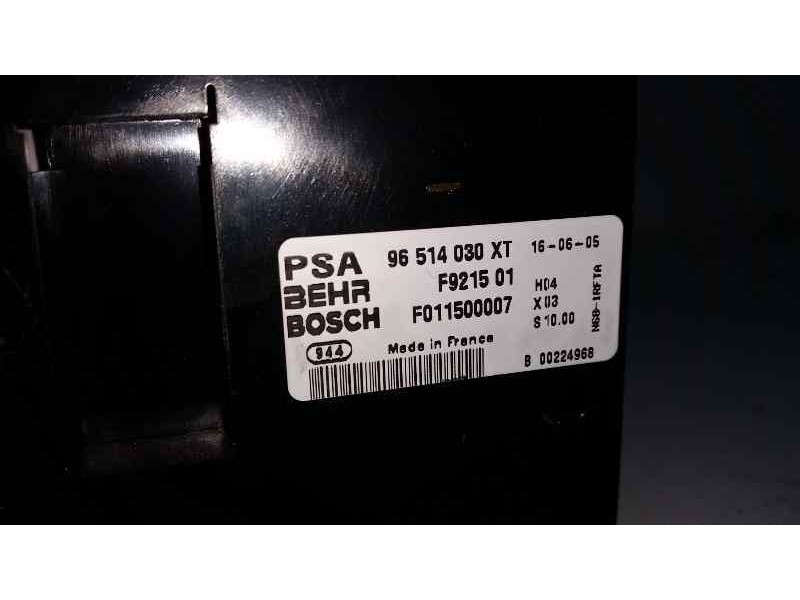 PSA 96 514 030 XT 16-06-05
BEHR F9215 01 H04
BOSCH F011500007 X03
S 10.00
944 Made in France
B 00224968
N68-1RFTA